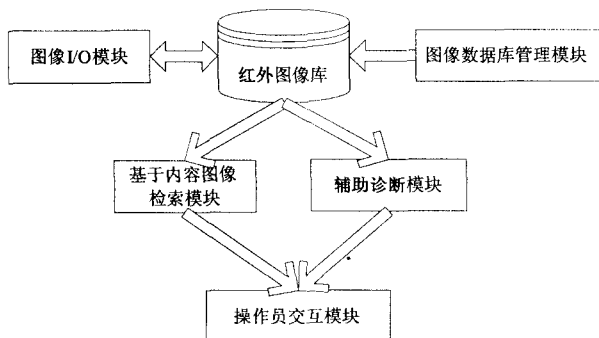 图像I/O模块
红外图像库
图像数据库管理模块
基于内容图像
检索模块
辅助诊断模块
操作员交互模块